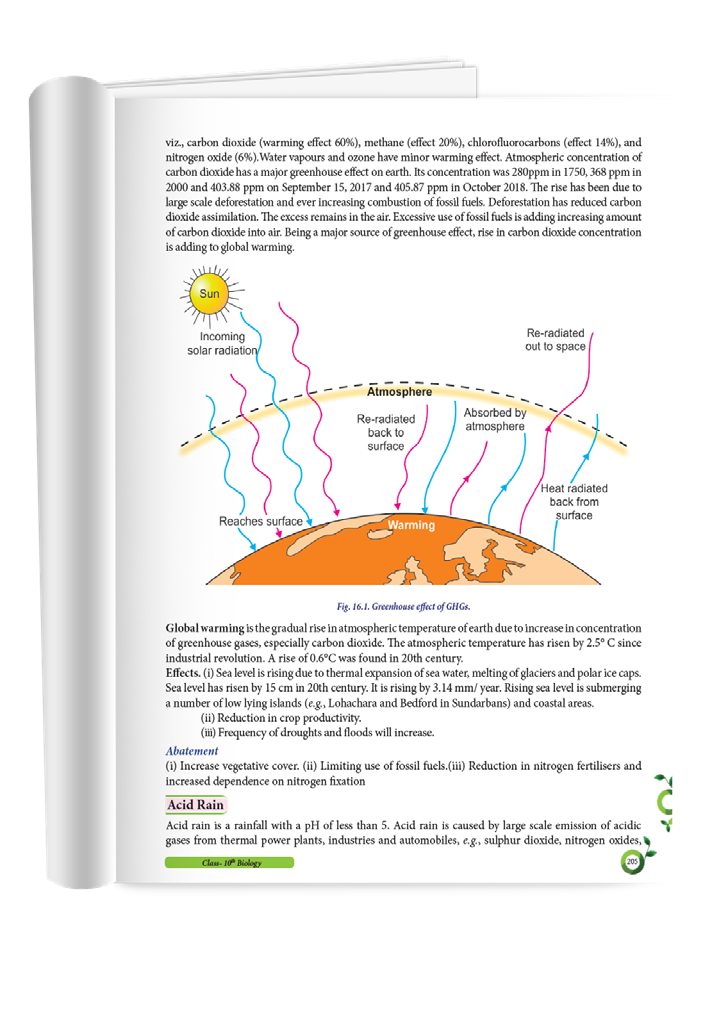 viz., carbon dioxide (warming effect 60%), methane (effect 20%), chlorofluorocarbons (effect 14%), and
nitrogen oxide (6%).Water vapours and ozone have minor warming effect. Atmospheric concentration of
carbon dioxide has a major greenhouse effect on earth. Its concentration was 280ppm in 1750, 368 ppm in
2000 and 403.88 ppm on September 15, 2017 and 405.87 ppm in October 2018. The rise has been due to
large scale deforestation and ever increasing combustion of fossil fuels. Deforestation has reduced carbon
dioxide assimilation. The excess remains in the air. Excessive use of fossil fuels is adding increasing amount
of carbon dioxide into air. Being a major source of greenhouse effect, rise in carbon dioxide concentration
is adding to global warming.
Sun
Incoming
solar radiation
Re-radiated
out to space
Atmosphere
Re-radiated
back to
surface
Absorbed by
atmosphere
Heat radiated
back from
surface
Reaches surface
Warming
Fig. 16.1. Greenhouse effect of GHGs.
Global warming is the gradual rise in atmospheric temperature of earth due to increase in concentration
of greenhouse gases, especially carbon dioxide. The atmospheric temperature has risen by 2.5° C since
industrial revolution. A rise of 0.6°C was found in 20th century.
Effects. (i) Sea level is rising due to thermal expansion of sea water, melting of glaciers and polar ice caps.
Sea level has risen by 15 cm in 20th century. It is rising by 3.14 mm/ year. Rising sea level is submerging
a number of low lying islands (e.g., Lohachara and Bedford in Sundarbans) and coastal areas.
(ii) Reduction in crop productivity.
(iii) Frequency of droughts and floods will increase.
Abatement
(i) Increase vegetative cover. (ii) Limiting use of fossil fuels.(iii) Reduction in nitrogen fertilisers and
increased dependence on nitrogen fixation
Acid Rain
Acid rain is a rainfall with a pH of less than 5. Acid rain is caused by large scale emission of acidic
gases from thermal power plants, industries and automobiles, e.g., sulphur dioxide, nitrogen oxides,
Class- 10th Biology
205